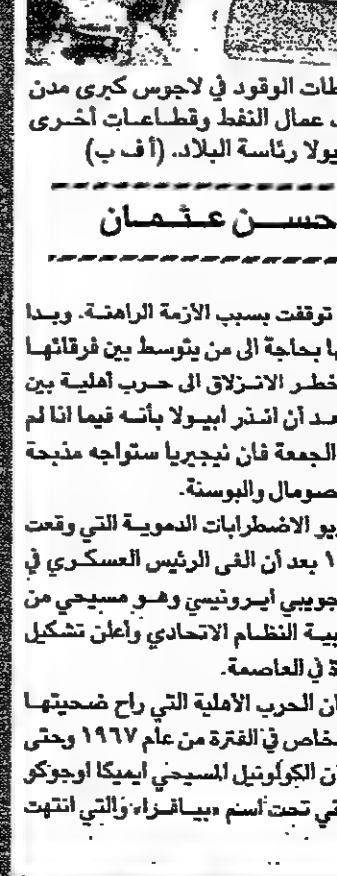 طات الوقود في لاجوس كبرى مدن
عمال النفط وقطاعات أخرى
يولا رئاسة البلاد. (أ ف ب)
حسن عثمان
توقفت بسبب الأزمة الراهنة. وبدا
ها بحاجة الى من يتوسط بين فرقائها
خطر الانزلاق الى حرب أهلية بين
عد أن انذر ابيولا بأنه فيما اذا لم
الجمعة فان نيجيريا ستواجه مذبحة
صومال والبوسنة.
يو الاضطرابات الدموية التي وقعت
١ بعد أن الغى الرئيس العسكري في
جويبي ايرونيسي وهو مسيحي من
بية النظام الاتحادي وأعلن تشكيل
ة في العاصمة.
ان الحرب الأهلية التي راح ضحيتها
خاص في الفترة من عام ١٩٦٧ وحتى
ن الكولونيل المسيحي ايميكا اوجوكو
تي تحت اسم «بيافرا» والتي انتهت